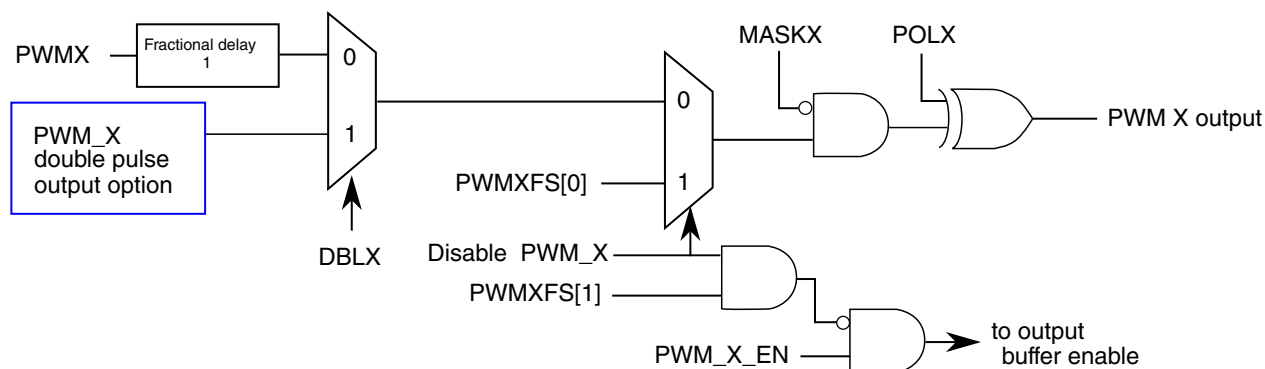 PWMX
Fractional delay
1
0
1
PWM_X
double pulse
output option
DBLX
0
1
PWMXFS[0]
MASKX
POLX
PWM X output
Disable PWM_X
PWMXFS[1]
PWM_X_EN
to output
buffer enable